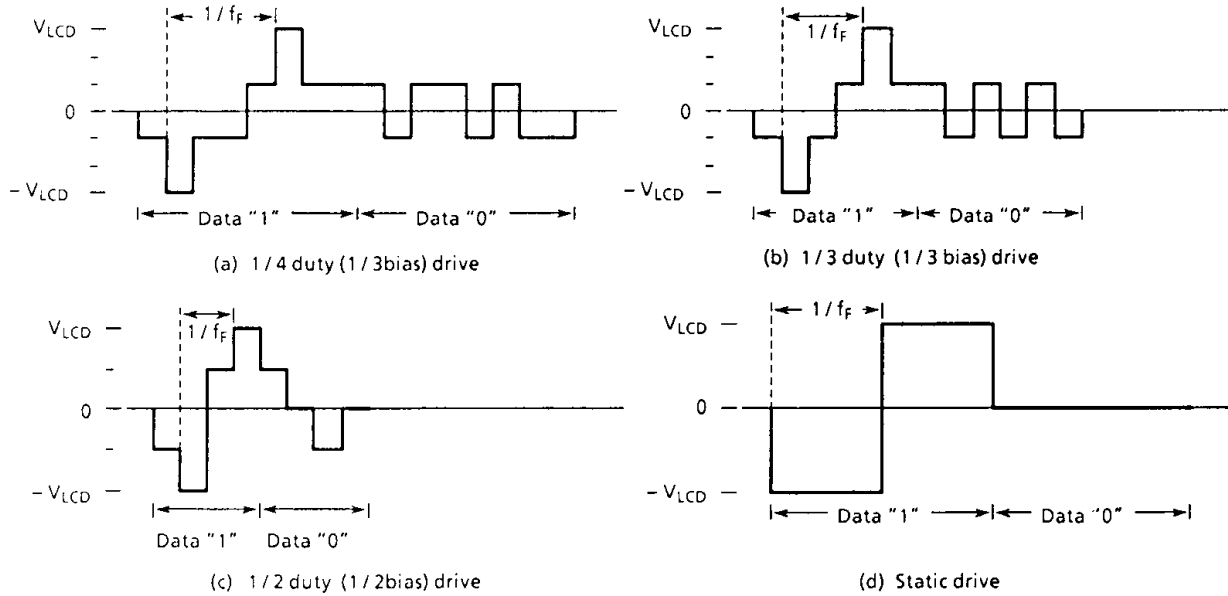 1 / f_F
V_LCD
0
– V_LCD
Data "1"
Data "0"
(a) 1 / 4 duty (1 / 3bias) drive
1 / f_F
V_LCD
0
– V_LCD
Data "1"
Data "0"
(b) 1 / 3 duty (1 / 3 bias) drive
V_LCD
1 / f_F
0
– V_LCD
Data "1"
Data "0"
(c) 1 / 2 duty (1 / 2bias) drive
V_LCD
1 / f_F
0
– V_LCD
Data "1"
Data "0"
(d) Static drive